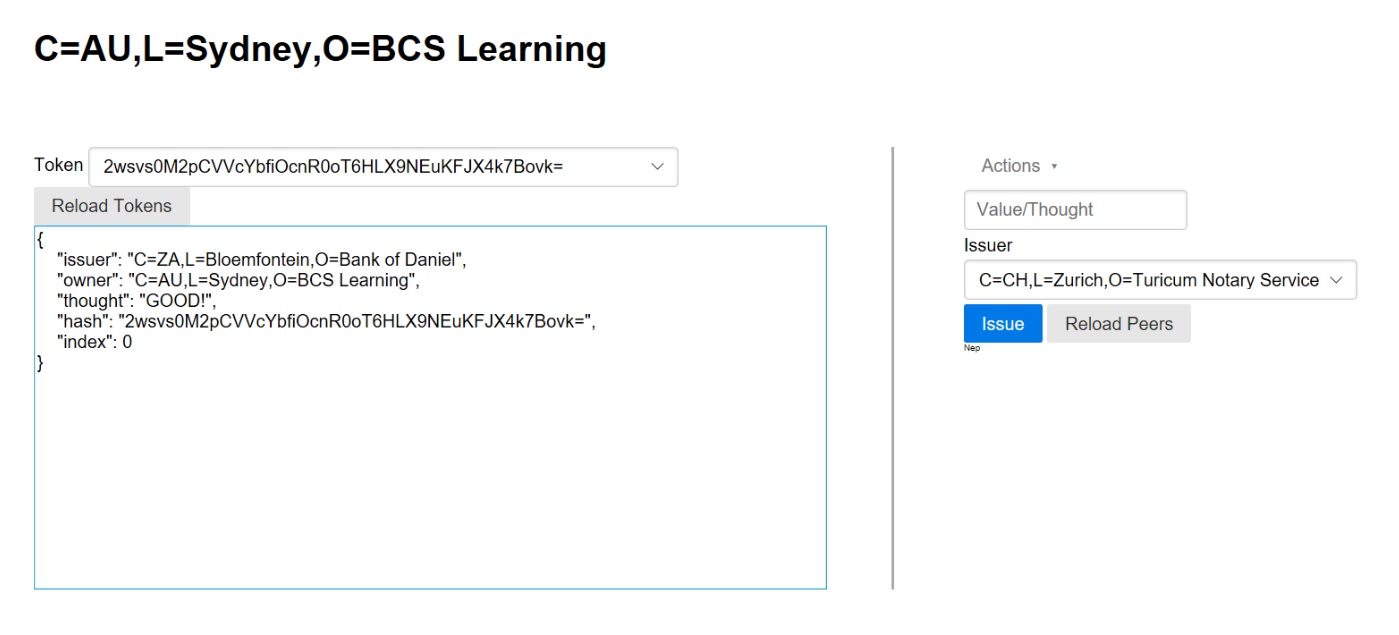 C=AU,L=Sydney,O=BCS Learning
Token 2wsvs0M2pCVVcYbfiOcnR0oT6HLX9NEuKFJX4k7Bovk=
Reload Tokens
{
"issuer": "C=ZA,L=Bloemfontein,O=Bank of Daniel",
"owner": "C=AU,L=Sydney,O=BCS Learning",
"thought": "GOOD!",
"hash": "2wsvs0M2pCVVcYbfiOcnR0oT6HLX9NEuKFJX4k7Bovk=",
"index": 0
}
Actions
Value/Thought
Issuer
C=CH,L=Zurich,O=Turicum Notary Service
Issue Reload Peers
Nep